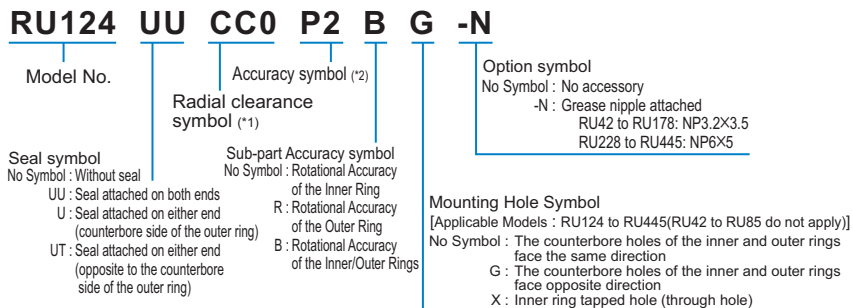 RU124 UU CC0 P2 B G -N
Model No.
Accuracy symbol (*2)
Radial clearance
symbol (*1)
Option symbol
No Symbol : No accessory
-N : Grease nipple attached
RU42 to RU178: NP3.2×3.5
RU228 to RU445: NP6×5
Seal symbol
No Symbol : Without seal
UU : Seal attached on both ends
U : Seal attached on either end
(counterbore side of the outer ring)
UT : Seal attached on either end
(opposite to the counterbore
side of the outer ring)
Sub-part Accuracy symbol
No Symbol : Rotational Accuracy
of the Inner Ring
R : Rotational Accuracy
of the Outer Ring
B : Rotational Accuracy
of the Inner/Outer Rings
Mounting Hole Symbol
[Applicable Models : RU124 to RU445(RU42 to RU85 do not apply)]
No Symbol : The counterbore holes of the inner and outer rings
face the same direction
G : The counterbore holes of the inner and outer rings
face opposite direction
X : Inner ring tapped hole (through hole)